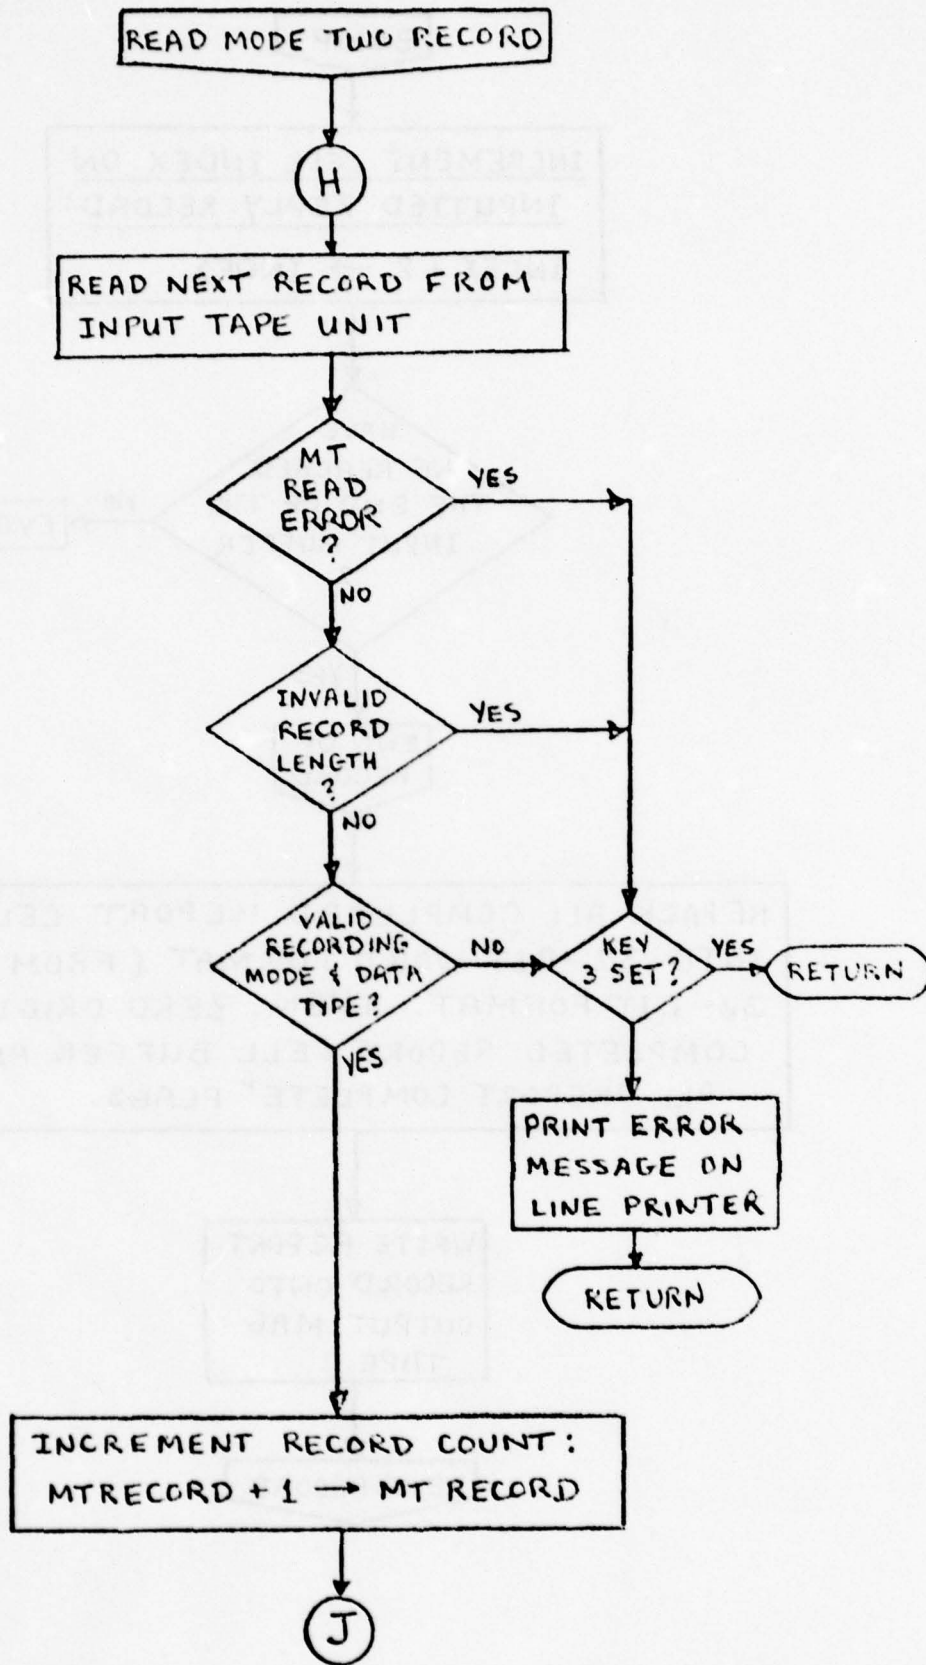 READ MODE TWO RECORD
H
READ NEXT RECORD FROM
INPUT TAPE UNIT
MT
READ
ERROR
?
YES
NO
INVALID
RECORD
LENGTH
?
YES
NO
VALID
RECORDING
MODE & DATA
TYPE?
NO
YES
KEY
3 SET?
YES
RETURN
PRINT ERROR
MESSAGE ON
LINE PRINTER
RETURN
INCREMENT RECORD COUNT:
MTRECORD + 1 → MT RECORD
J